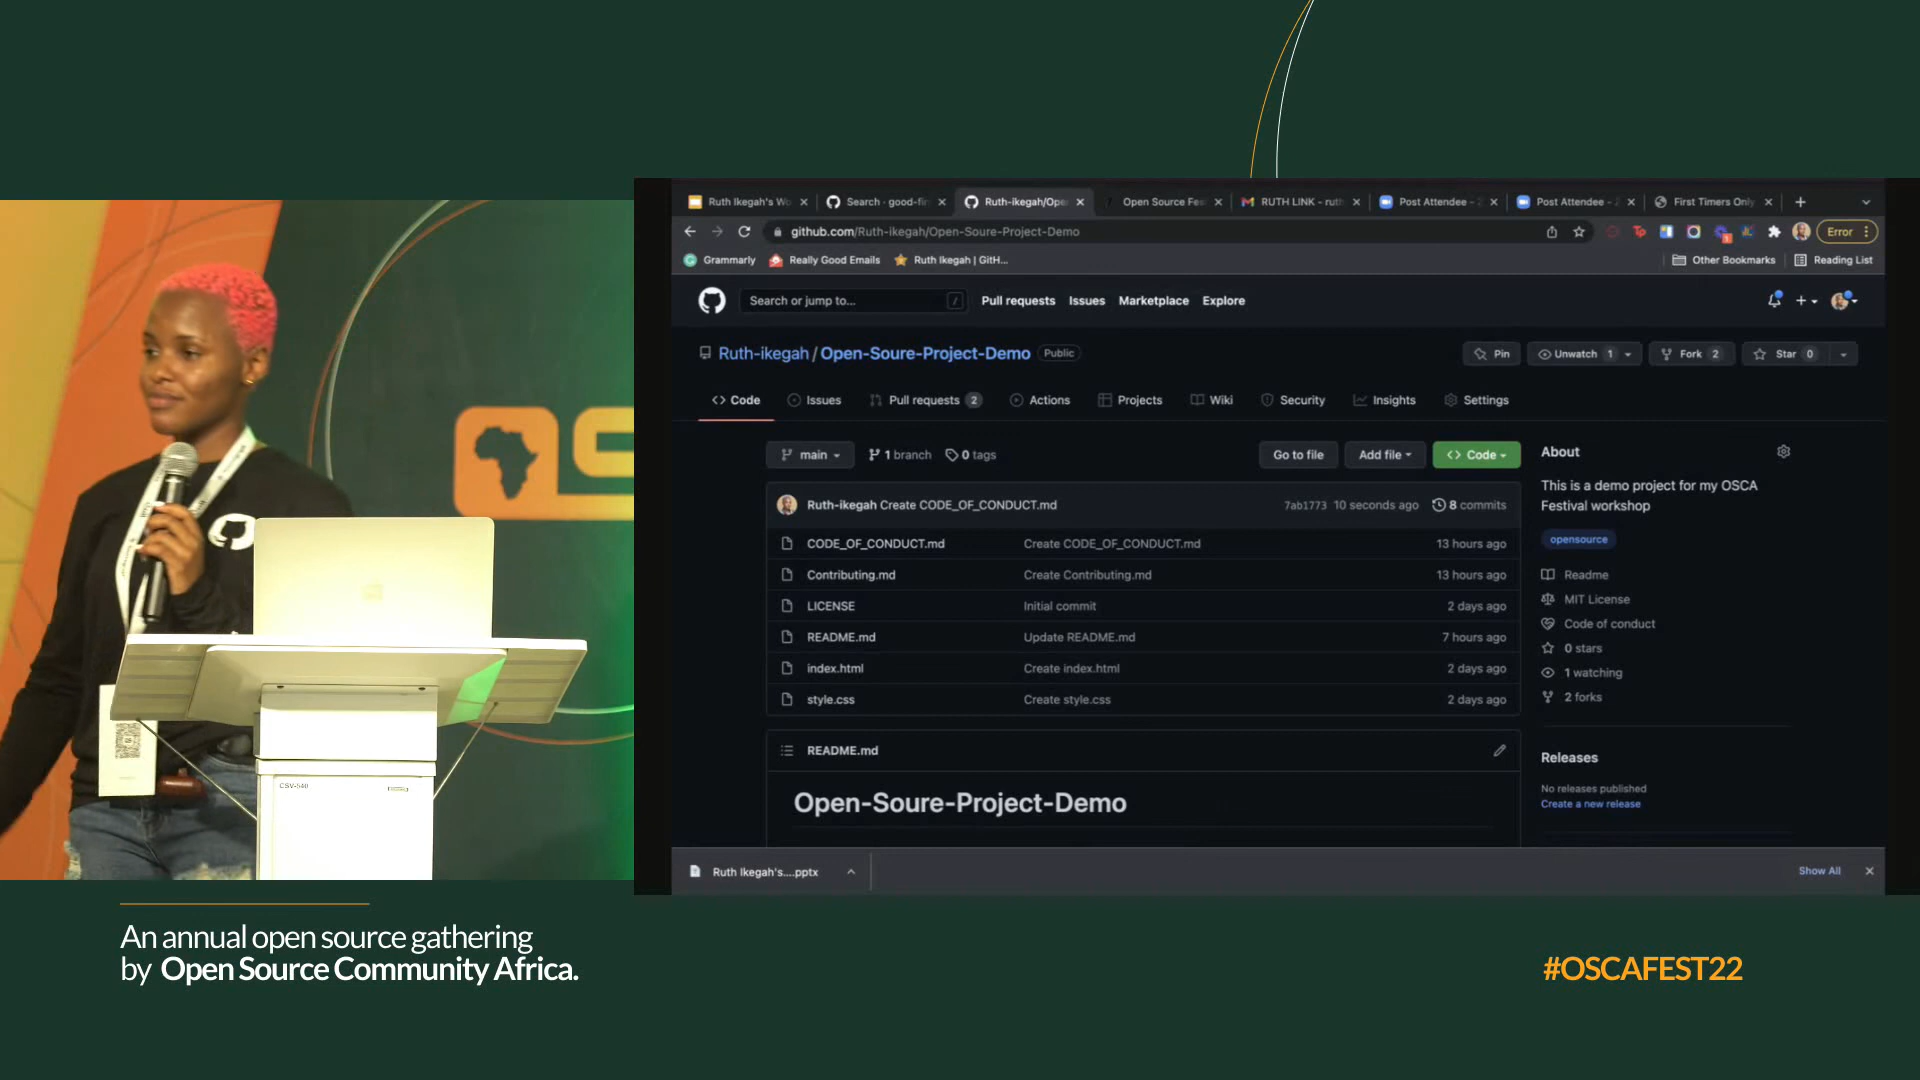 Ruth Ikegah's Wo
Search · good-fir
Ruth-ikegah/Ope
Open Source Fes
RUTH LINK - ruth
Post Attendee - 2
Post Attendee - 2
First Timers Only
github.com/Ruth-ikegah/Open-Soure-Project-Demo
Error
Grammarly
Really Good Emails
Ruth Ikegah | GitH...
Other Bookmarks
Reading List
Search or jump to... /
Pull requests Issues Marketplace Explore
Ruth-ikegah / Open-Soure-Project-Demo Public
Pin
Unwatch 1
Fork 2
Star 0
Code Issues Pull requests 2 Actions Projects Wiki Security Insights Settings
main 1 branch 0 tags
Go to file Add file Code
Ruth-ikegah Create CODE_OF_CONDUCT.md 7ab1773 10 seconds ago 8 commits
CODE_OF_CONDUCT.md Create CODE_OF_CONDUCT.md 13 hours ago
Contributing.md Create Contributing.md 13 hours ago
LICENSE Initial commit 2 days ago
README.md Update README.md 7 hours ago
index.html Create index.html 2 days ago
style.css Create style.css 2 days ago
README.md
Open-Soure-Project-Demo
About
This is a demo project for my OSCA
Festival workshop
opensource
Readme
MIT License
Code of conduct
0 stars
1 watching
2 forks
Releases
No releases published
Create a new release
Ruth Ikegah's....pptx
Show All
CSV-540
An annual open source gathering
by Open Source Community Africa.
#OSCAFEST22